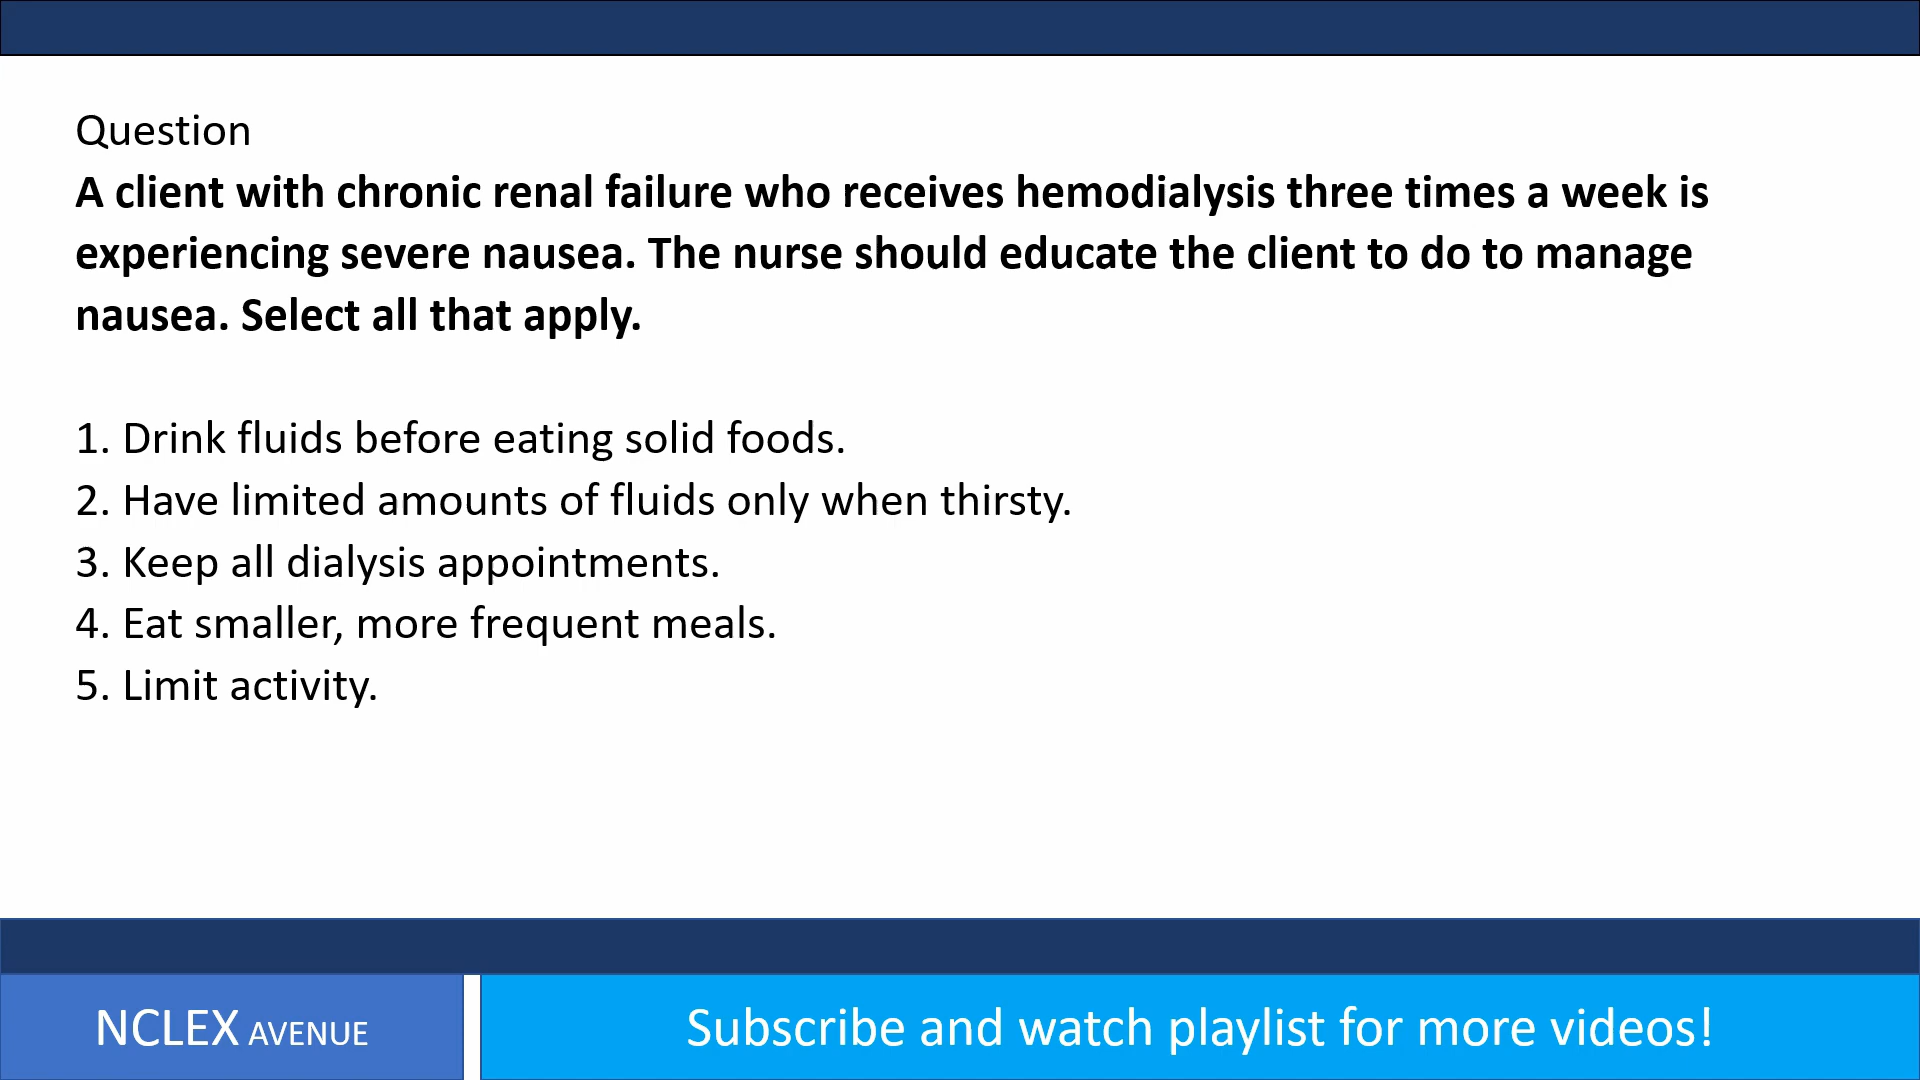 Question
A client with chronic renal failure who receives hemodialysis three times a week is
experiencing severe nausea. The nurse should educate the client to do to manage
nausea. Select all that apply.
1. Drink fluids before eating solid foods.
2. Have limited amounts of fluids only when thirsty.
3. Keep all dialysis appointments.
4. Eat smaller, more frequent meals.
5. Limit activity.
NCLEX AVENUE
Subscribe and watch playlist for more videos!